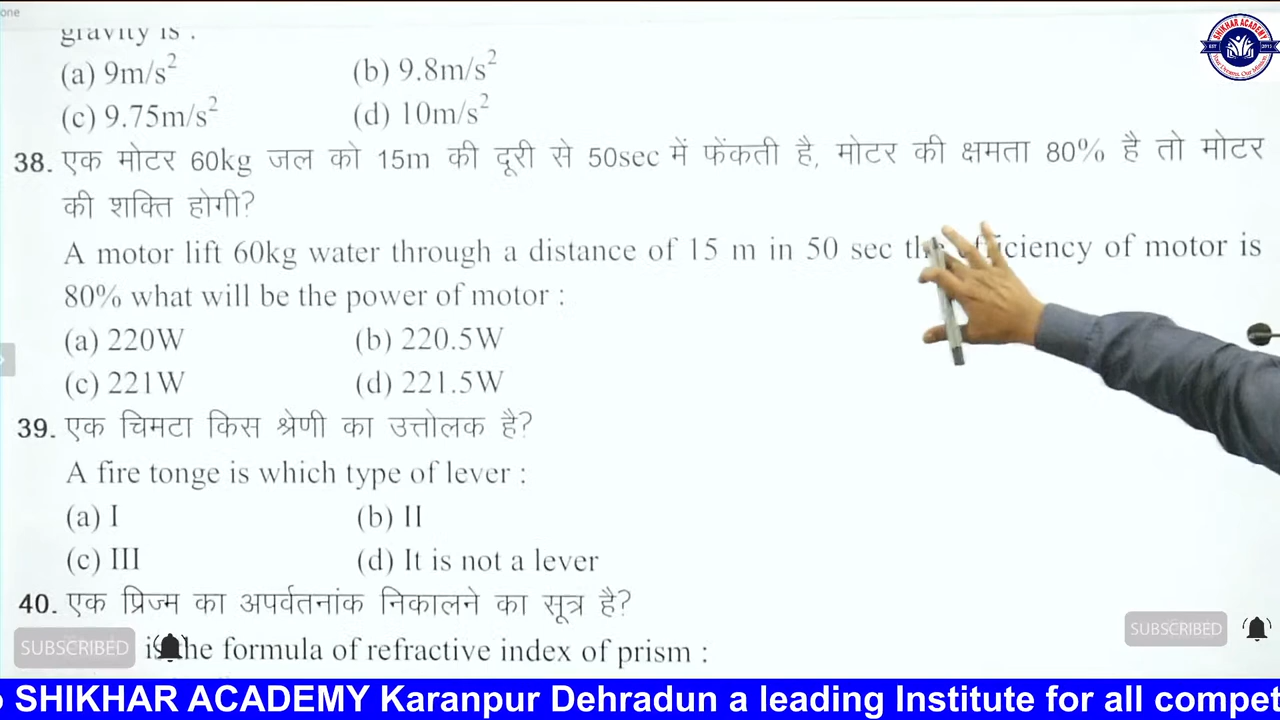 one
gravity is :
(a) 9m/s² (b) 9.8m/s²
(c) 9.75m/s² (d) 10m/s²
38. एक मोटर 60kg जल को 15m की दूरी से 50sec में फेंकती है, मोटर की क्षमता 80% है तो मोटर
की शक्ति होगी?
A motor lift 60kg water through a distance of 15 m in 50 sec of motor is
80% what will be the power of motor :
(a) 220W (b) 220.5W
(c) 221W (d) 221.5W
39. एक चिमटा किस श्रेणी का उत्तोलक है?
A fire tonge is which type of lever :
(a) I (b) II
(c) III (d) It is not a lever
40. एक प्रिज्म का अपर्वतनांक निकालने का सूत्र है?
is the formula of refractive index of prism :
SUBSCRIBED
SUBSCRIBED
SHIKHAR ACADEMY
SHIKHAR ACADEMY Karanpur Dehradun a leading Institute for all compet